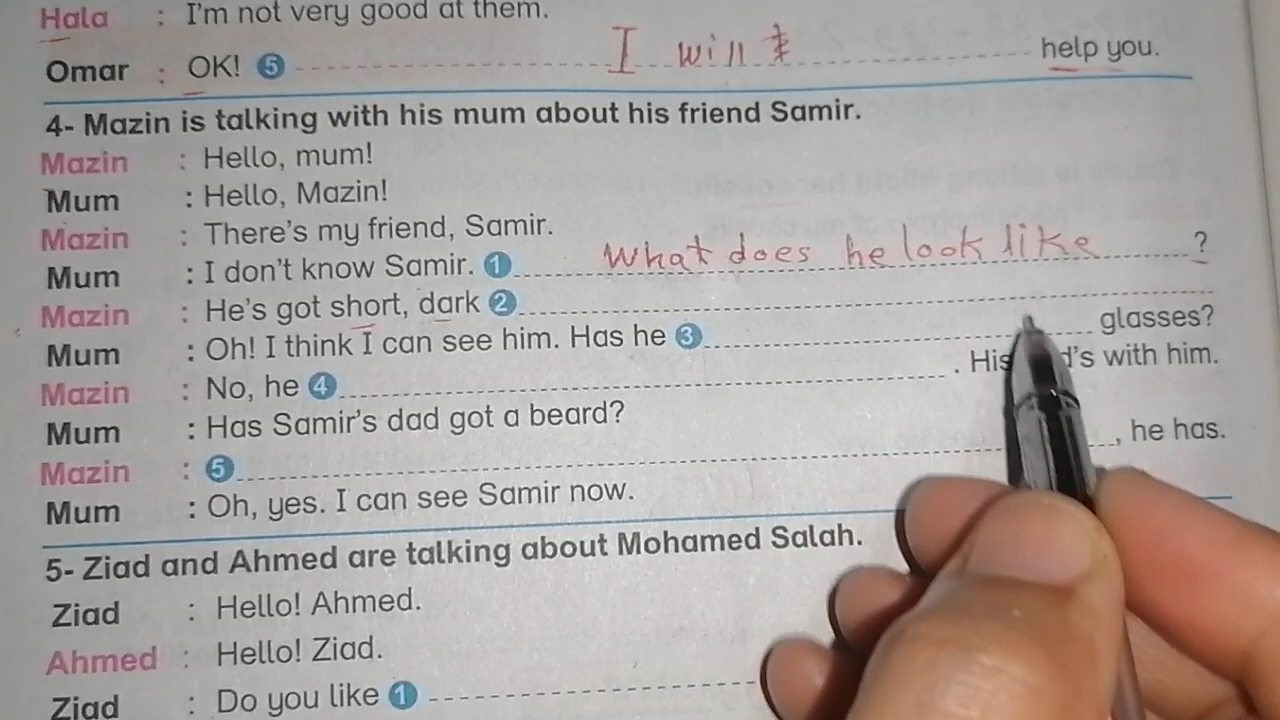 Hala : I'm not very good at them.
Omar : OK! 5 I will help you.
4- Mazin is talking with his mum about his friend Samir.
Mazin : Hello, mum!
Mum : Hello, Mazin!
Mazin : There's my friend, Samir.
Mum : I don't know Samir. 1 What does he look like ?
Mazin : He's got short, dark 2
Mum : Oh! I think I can see him. Has he 3 glasses?
Mazin : No, he 4 . His with him.
Mum : Has Samir's dad got a beard?
Mazin : 5 , he has.
Mum : Oh, yes. I can see Samir now.
5- Ziad and Ahmed are talking about Mohamed Salah.
Ziad : Hello! Ahmed.
Ahmed : Hello! Ziad.
Ziad : Do you like 1